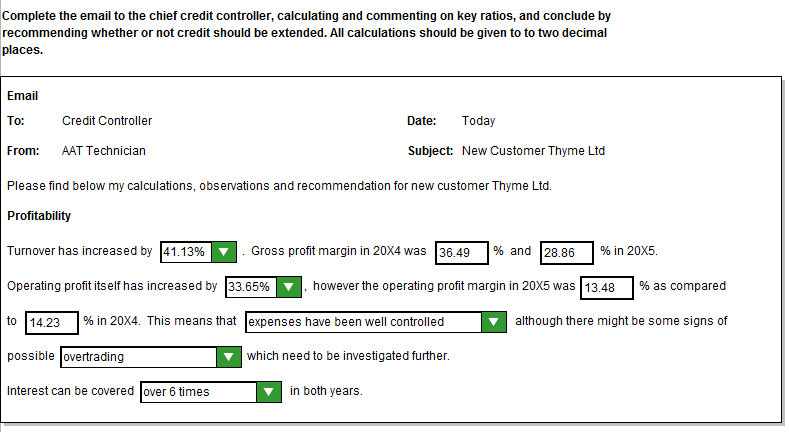 Complete the email to the chief credit controller, calculating and commenting on key ratios, and conclude by
recommending whether or not credit should be extended. All calculations should be given to to two decimal
places.
Email
To: Credit Controller Date: Today
From: AAT Technician Subject: New Customer Thyme Ltd
Please find below my calculations, observations and recommendation for new customer Thyme Ltd.
Profitability
Turnover has increased by 41.13% . Gross profit margin in 20X4 was 36.49 % and 28.86 % in 20X5.
Operating profit itself has increased by 33.65% , however the operating profit margin in 20X5 was 13.48 % as compared
to 14.23 % in 20X4. This means that expenses have been well controlled although there might be some signs of
possible overtrading which need to be investigated further.
Interest can be covered over 6 times in both years.